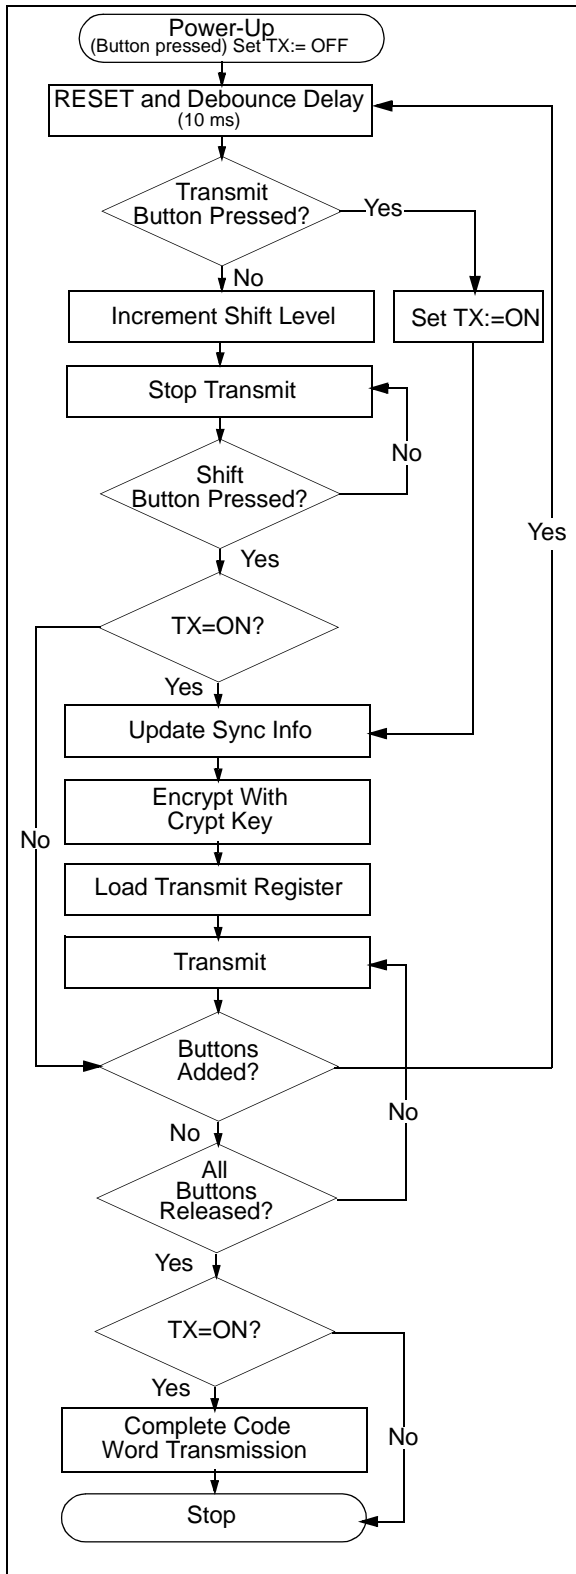 Power-Up
(Button pressed) Set TX:= OFF
RESET and Debounce Delay
(10 ms)
Transmit
Button Pressed?
Yes
No
Increment Shift Level
Set TX:=ON
Stop Transmit
No
Shift
Button Pressed?
Yes
Yes
TX=ON?
Yes
Update Sync Info
Encrypt With
Crypt Key
No
Load Transmit Register
Transmit
Buttons
Added?
No
No
All
Buttons
Released?
Yes
TX=ON?
Yes
No
Complete Code
Word Transmission
Stop